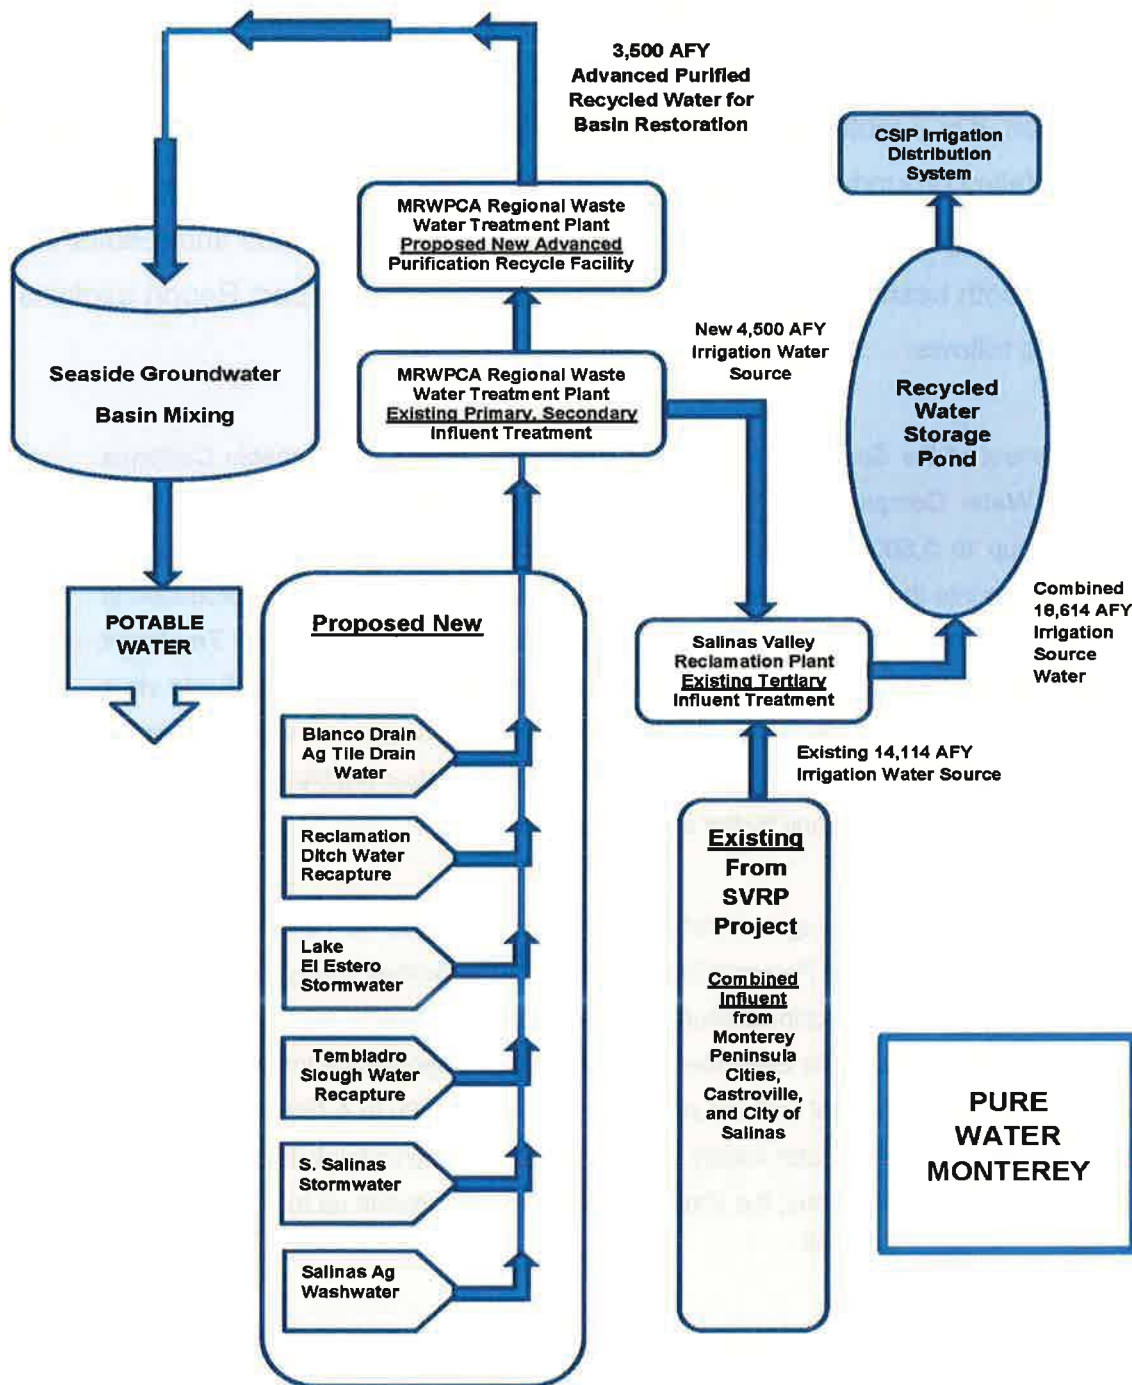 3,500 AFY
Advanced Purified
Recycled Water for
Basin Restoration
CSIP Irrigation
Distribution
System
MRWPCA Regional Waste
Water Treatment Plant
Proposed New Advanced
Purification Recycle Facility
Seaside Groundwater
Basin Mixing
New 4,500 AFY
Irrigation Water
Source
MRWPCA Regional Waste
Water Treatment Plant
Existing Primary, Secondary
Influent Treatment
Recycled
Water
Storage
Pond
POTABLE
WATER
Proposed New
Salinas Valley
Reclamation Plant
Existing Tertiary
Influent Treatment
Combined
18,614 AFY
Irrigation
Source
Water
Blanco Drain
Ag Tile Drain
Water
Existing 14,114 AFY
Irrigation Water Source
Reclamation
Ditch Water
Recapture
Existing
From
SVRP
Project
Lake
El Estero
Stormwater
Combined
Influent
from
Monterey
Peninsula
Cities,
Castroville,
and City of
Salinas
Tembladro
Slough Water
Recapture
S. Salinas
Stormwater
Salinas Ag
Washwater
PURE
WATER
MONTEREY